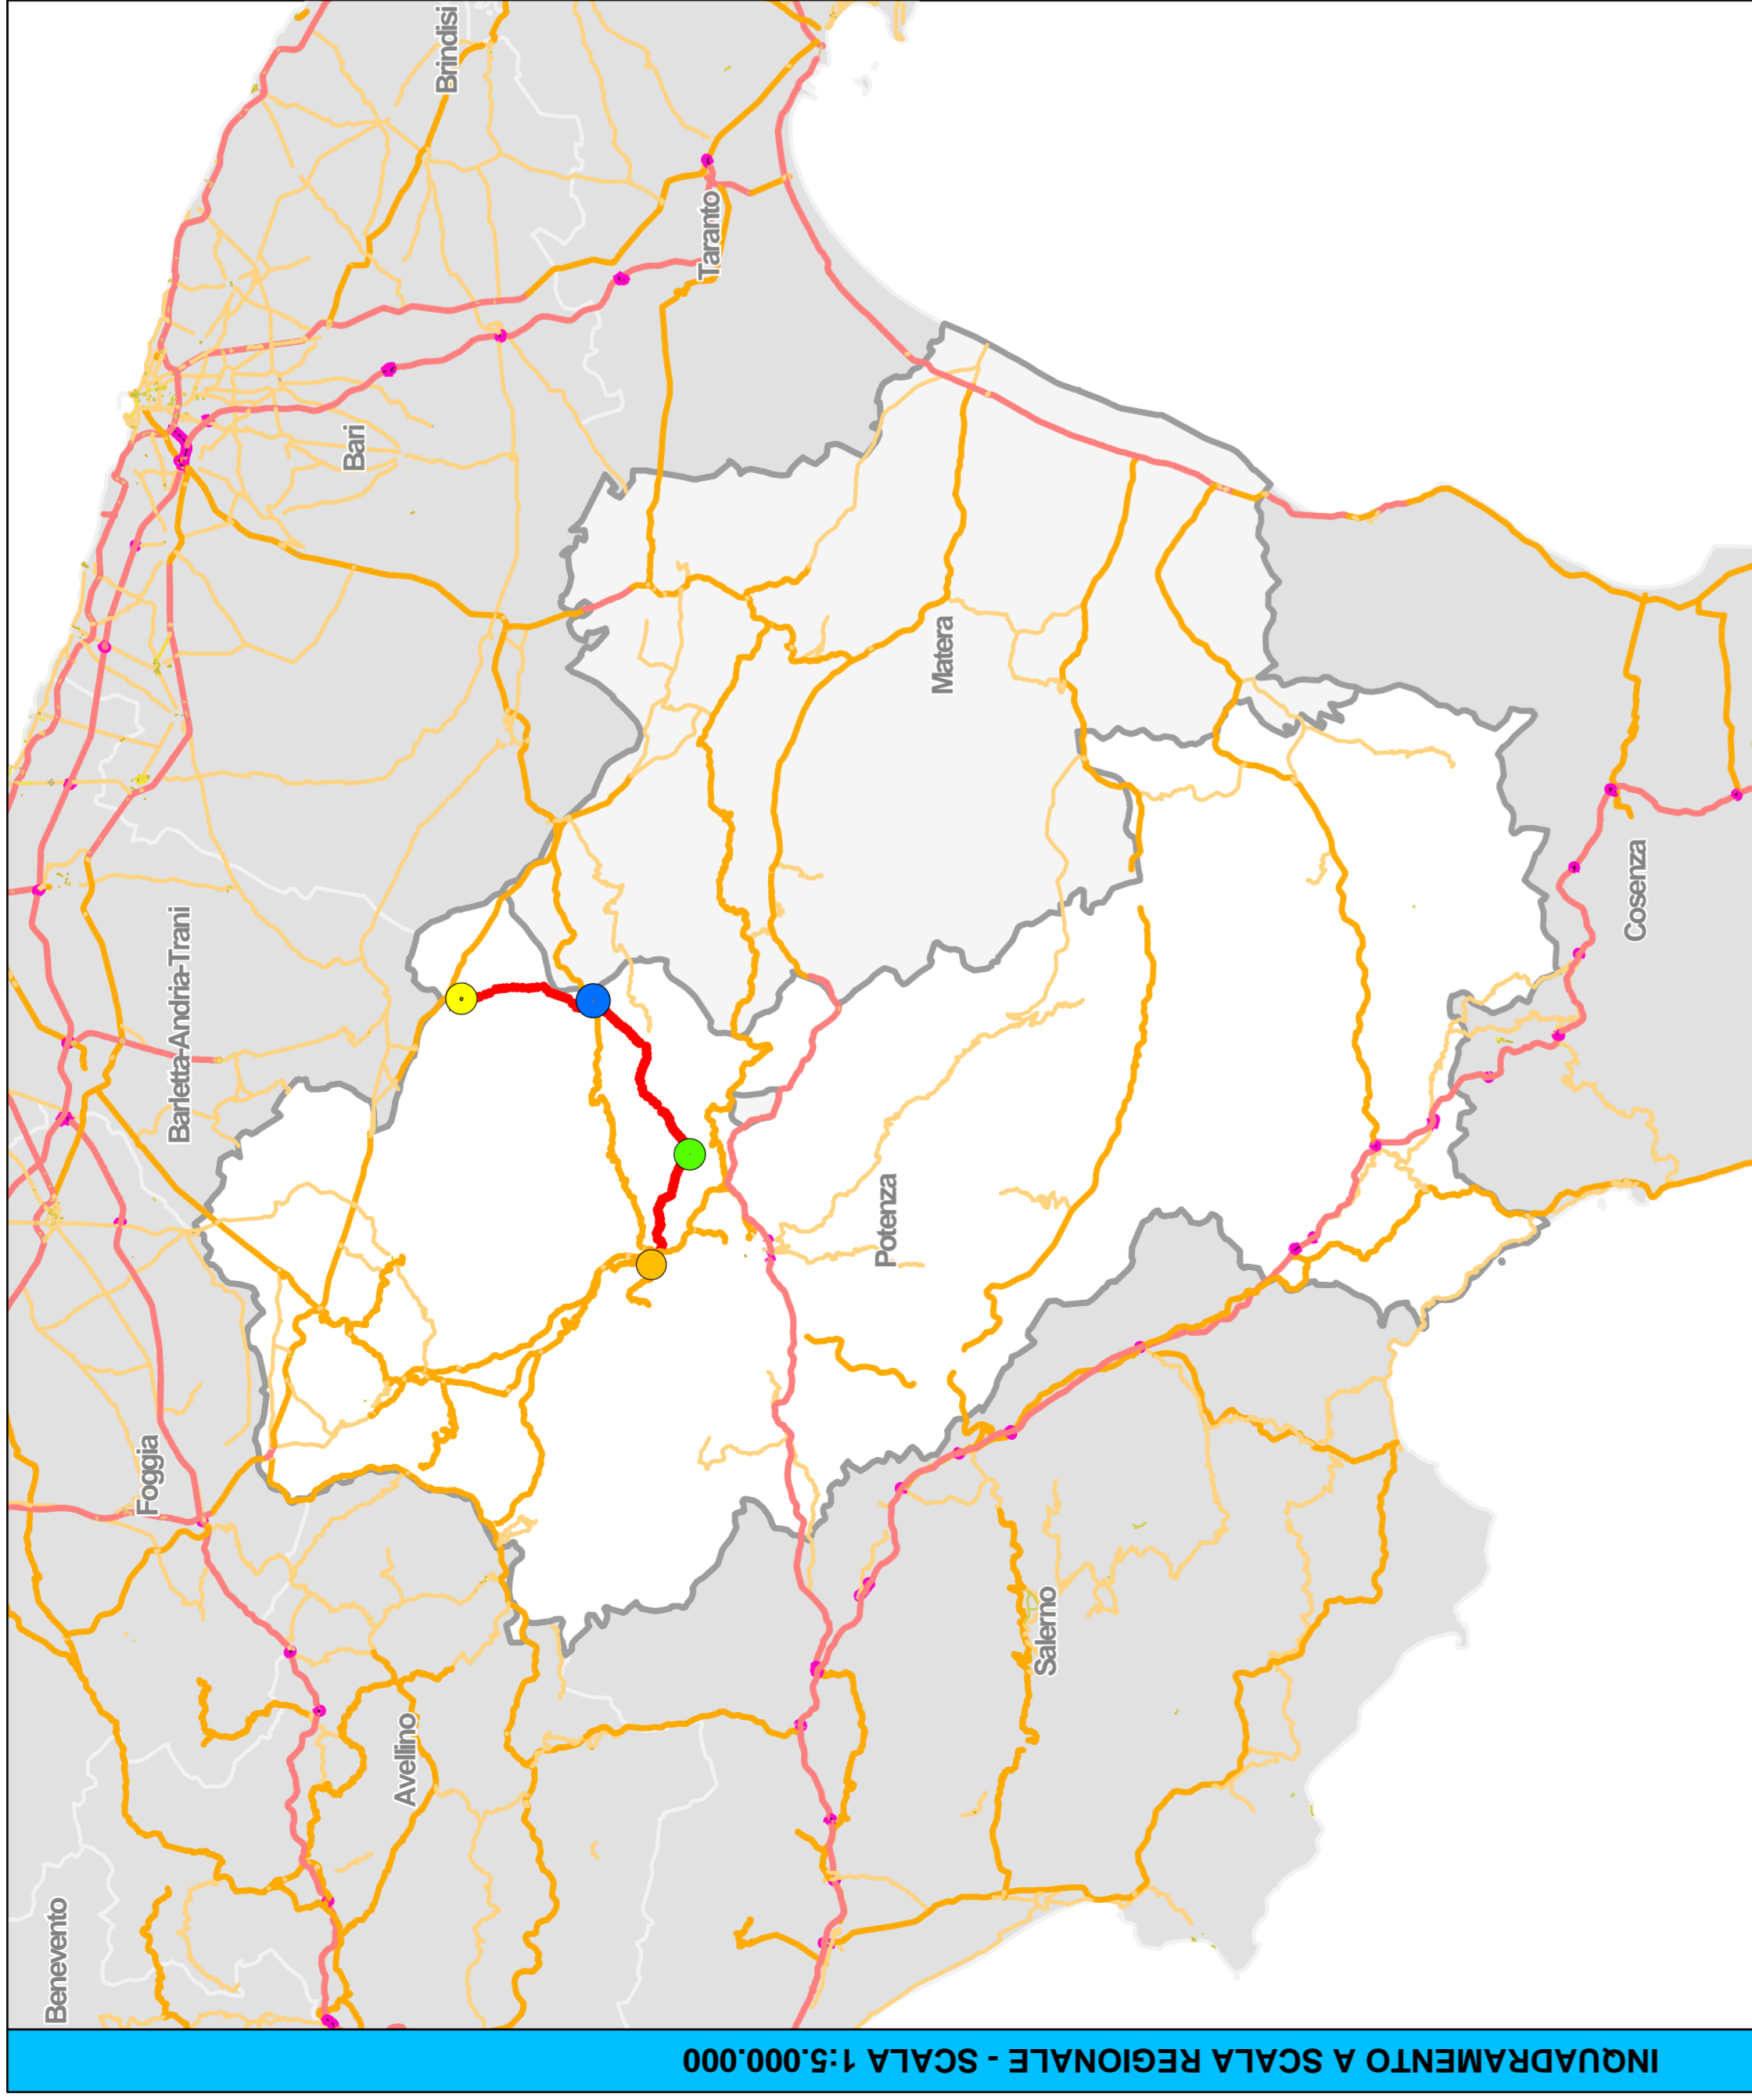 INQUADRAMENTO A SCALA REGIONALE - SCALA 1:5.000.000
Benevento
Foggia
Barletta-Andria-Trani
Bari
Brindisi
Avellino
Taranto
Potenza
Matera
Salerno
Cosenza